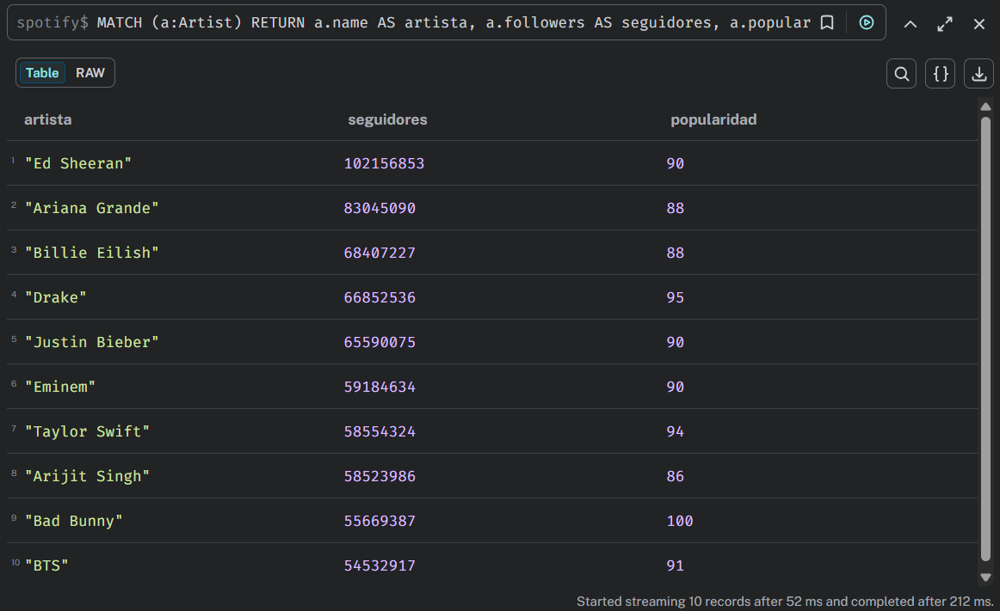 spotify$ MATCH (a:Artist) RETURN a.name AS artista, a.followers AS seguidores, a.popular
Table RAW
artista seguidores popularidad
1 "Ed Sheeran" 102156853 90
2 "Ariana Grande" 83045090 88
3 "Billie Eilish" 68407227 88
4 "Drake" 66852536 95
5 "Justin Bieber" 65590075 90
6 "Eminem" 59184634 90
7 "Taylor Swift" 58554324 94
8 "Arijit Singh" 58523986 86
9 "Bad Bunny" 55669387 100
10 "BTS" 54532917 91
Started streaming 10 records after 52 ms and completed after 212 ms.